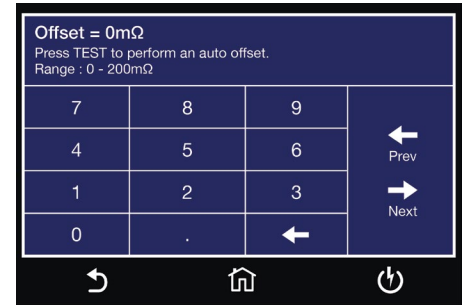 Offset = 0mΩ
Press TEST to perform an auto offset.
Range : 0 - 200mΩ
7 8 9
4 5 6
Prev
1 2 3
Next
0 .